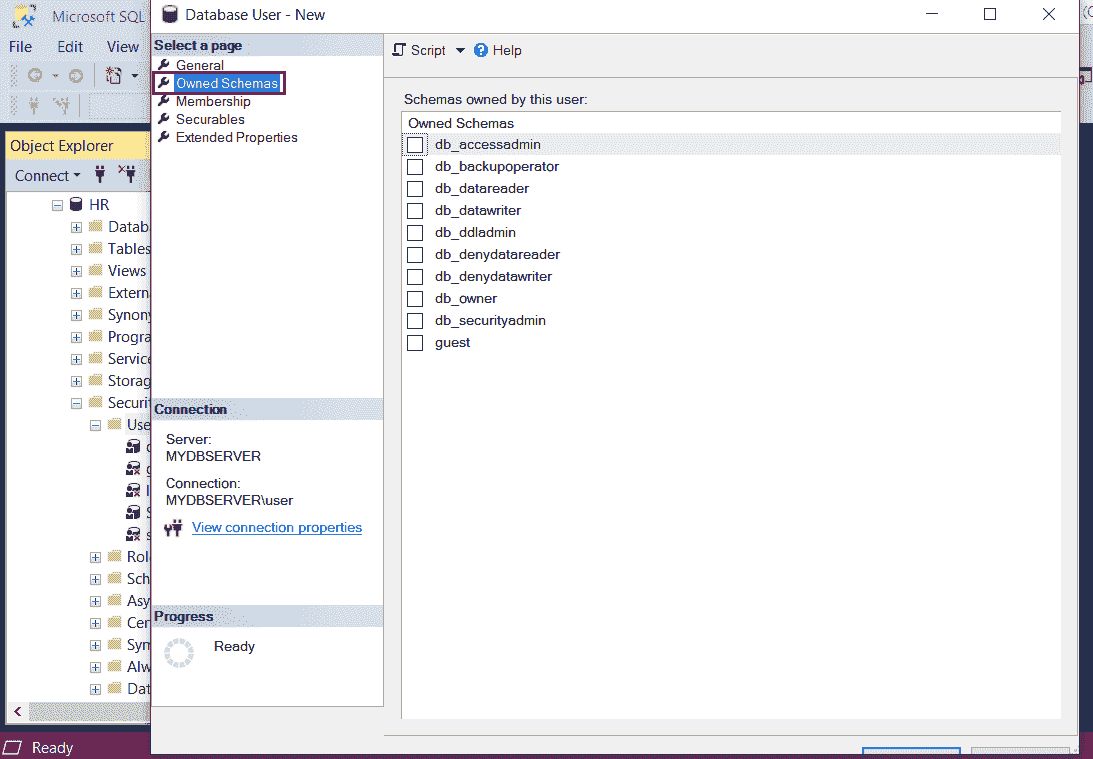 Microsoft SQL
Database User - New
File Edit View
Select a page
General
Owned Schemas
Membership
Securables
Extended Properties
Script Help
Schemas owned by this user:
Owned Schemas
db_accessadmin
db_backupoperator
db_datareader
db_datawriter
db_ddladmin
db_denydatareader
db_denydatawriter
db_owner
db_securityadmin
guest
Object Explorer
Connect
HR
Datab
Tables
Views
Extern
Synony
Progra
Service
Storag
Securit
Use
Rol
Sch
Asy
Cer
Sym
Alw
Dat
Connection
Server:
MYDBSERVER
Connection:
MYDBSERVER\user
View connection properties
Progress
Ready
Ready